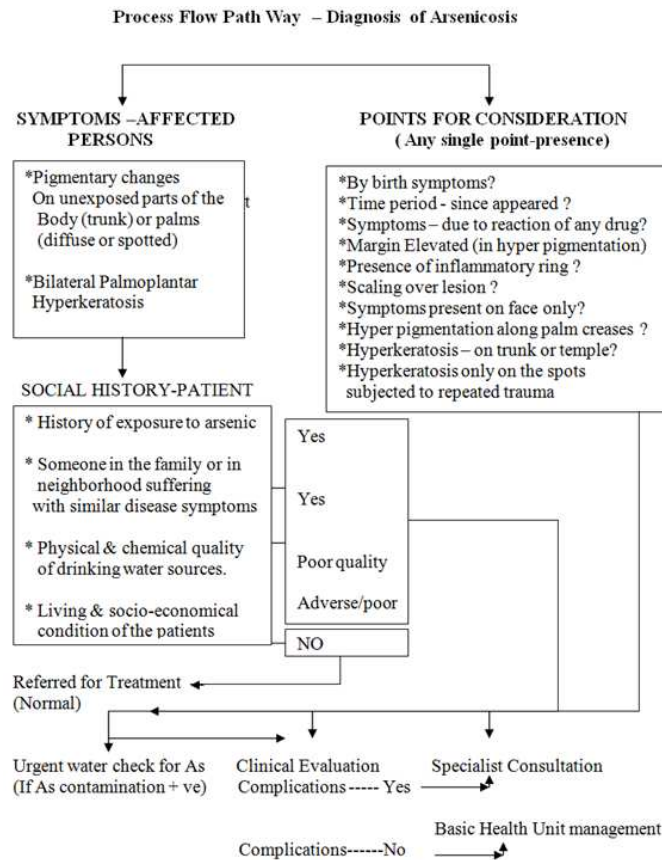 Process Flow Path Way – Diagnosis of Arsenicosis
SYMPTOMS –AFFECTED
PERSONS
*Pigmentary changes
On unexposed parts of the
Body (trunk) or palms
(diffuse or spotted)
*Bilateral Palmoplantar
Hyperkeratosis
t
POINTS FOR CONSIDERATION
( Any single point-presence)
*By birth symptoms?
*Time period - since appeared ?
*Symptoms – due to reaction of any drug?
*Margin Elevated (in hyper pigmentation)
*Presence of inflammatory ring ?
*Scaling over lesion ?
*Symptoms present on face only?
*Hyper pigmentation along palm creases ?
*Hyperkeratosis – on trunk or temple?
*Hyperkeratosis only on the spots
subjected to repeated trauma
SOCIAL HISTORY-PATIENT
* History of exposure to arsenic
* Someone in the family or in
neighborhood suffering
with similar disease symptoms
* Physical & chemical quality
of drinking water sources.
* Living & socio-economical
condition of the patients
Yes
Yes
Poor quality
Adverse/poor
NO
Referred for Treatment
(Normal)
Urgent water check for As
(If As contamination + ve)
Clinical Evaluation
Complications ----- Yes
Specialist Consultation
Basic Health Unit management
Complications------No